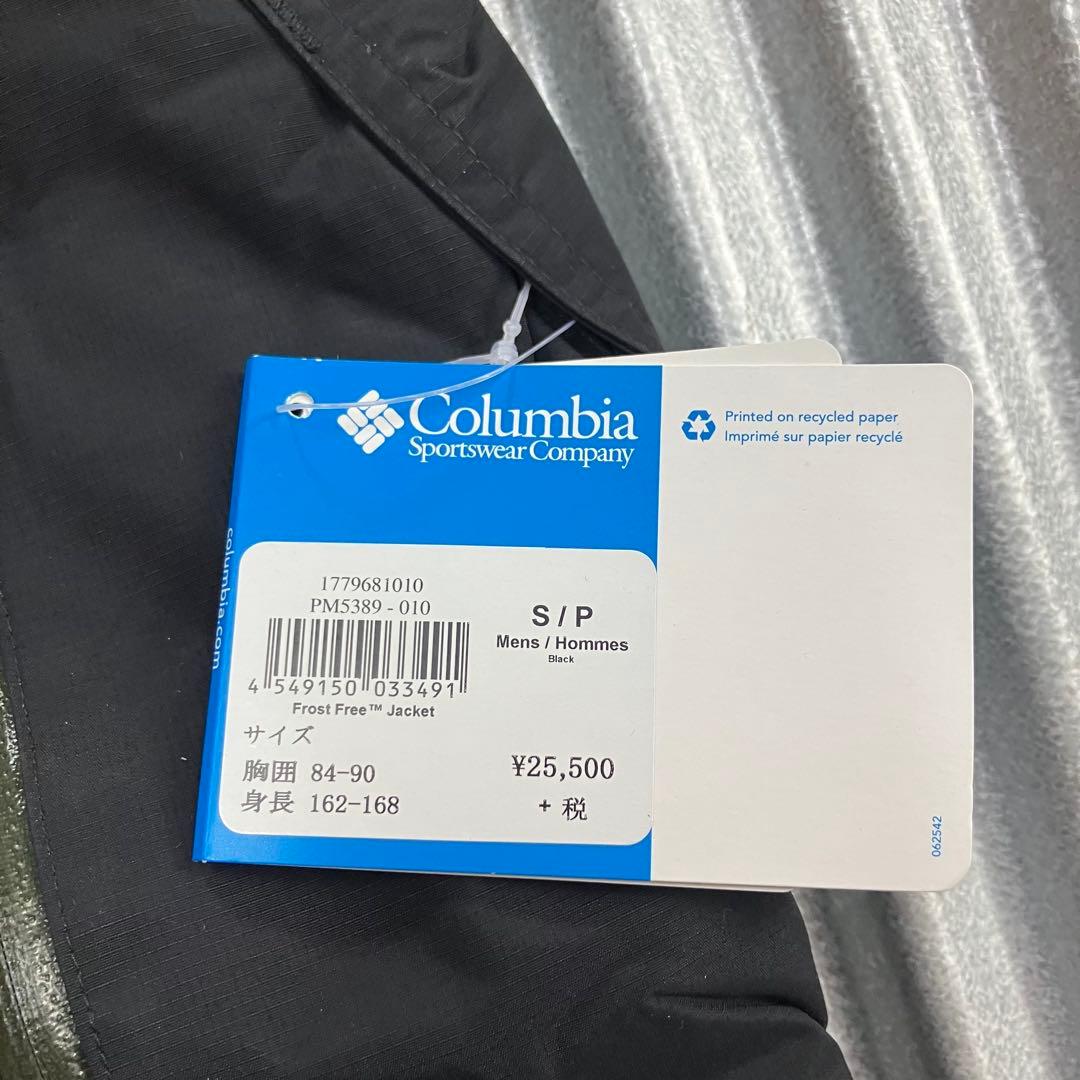 Columbia
Sportswear Company
Printed on recycled paper
Imprimé sur papier recyclé
columbia.com
1779681010
PM5389 - 010
S / P
Mens / Hommes
Black
4 549150 033491
Frost Free™ Jacket
サイズ
胸囲 84-90
身長 162-168
¥25,500
+ 税
062542